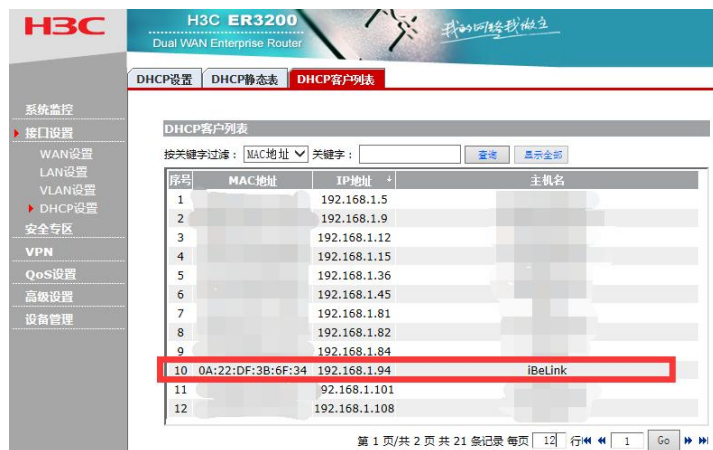 H3C
H3C ER3200
Dual WAN Enterprise Router
我的网络我做主
DHCP设置 DHCP静态表 DHCP客户列表
系统监控
接口设置
WAN设置
LAN设置
VLAN设置
DHCP设置
安全专区
VPN
QoS设置
高级设置
设备管理
DHCP客户列表
按关键字过滤： MAC地址 关键字： 查询 显示全部
序号 MAC地址 IP地址 主机名
1 192.168.1.5
2 192.168.1.9
3 192.168.1.12
4 192.168.1.15
5 192.168.1.36
6 192.168.1.45
7 192.168.1.81
8 192.168.1.82
9 192.168.1.84
10 0A:22:DF:3B:6F:34 192.168.1.94 iBeLink
11 92.168.1.101
12 192.168.1.108
第 1 页/共 2 页 共 21 条记录 每页 12 行 1 Go